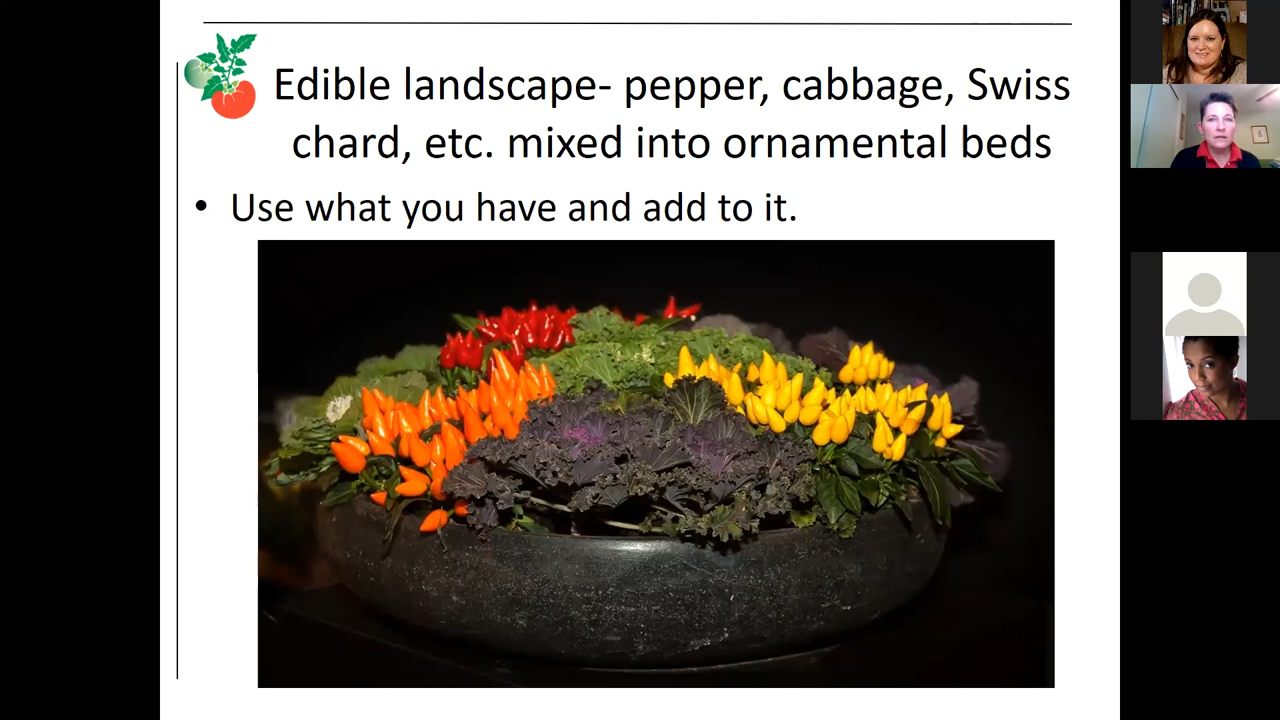 Edible landscape- pepper, cabbage, Swiss
chard, etc. mixed into ornamental beds
• Use what you have and add to it.